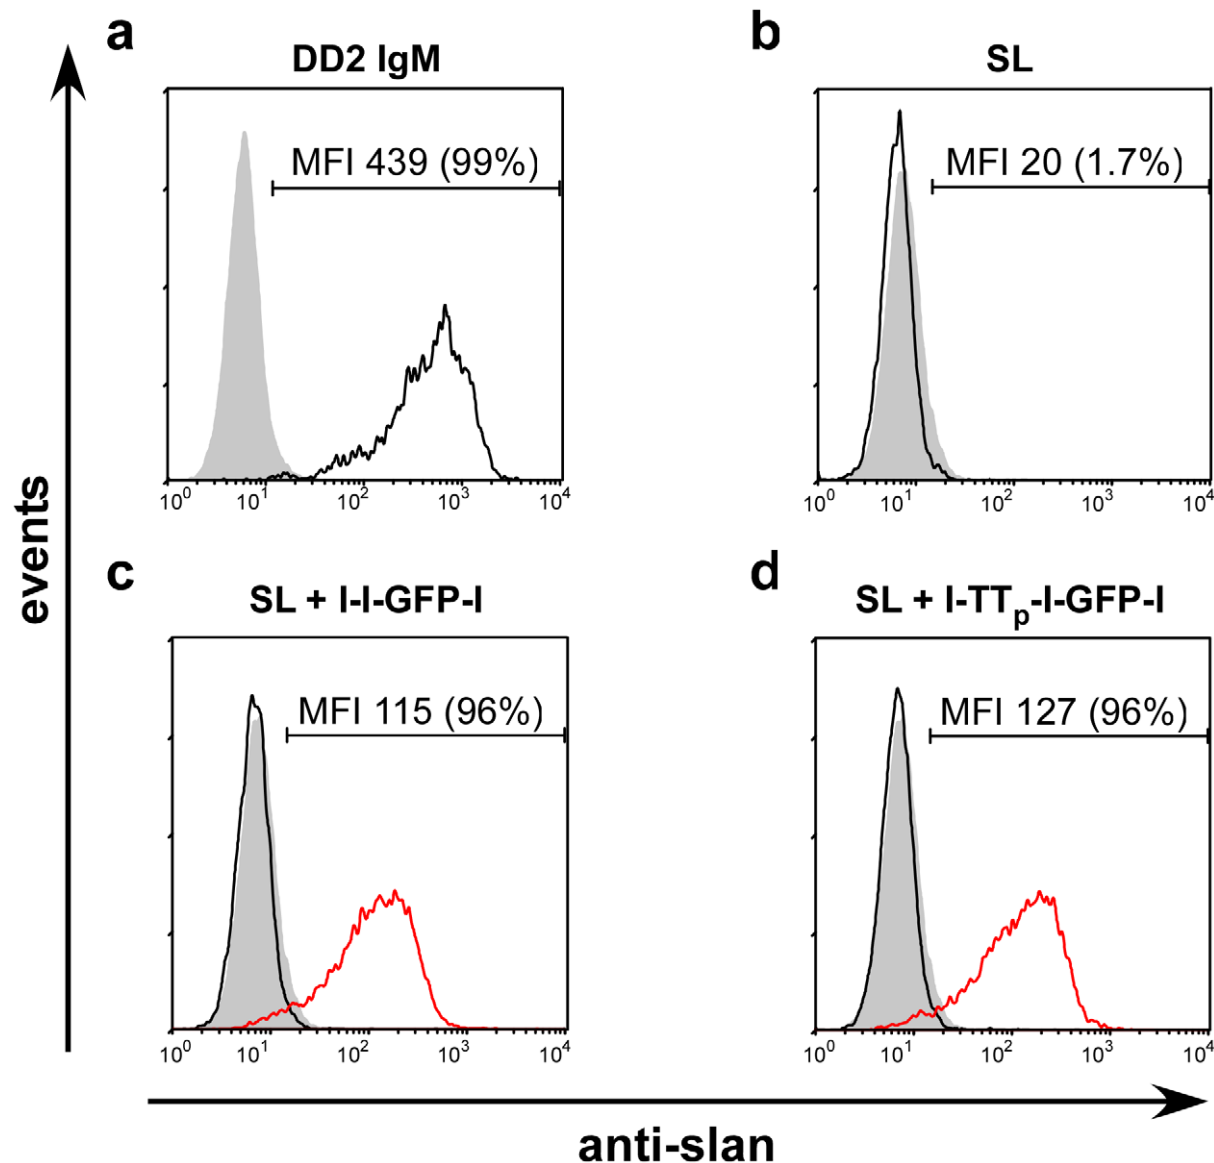 a
DD2 IgM
MFI 439 (99%)
10⁰ 10¹ 10² 10³ 10⁴
b
SL
MFI 20 (1.7%)
10⁰ 10¹ 10² 10³ 10⁴
c
SL + I-I-GFP-I
MFI 115 (96%)
10⁰ 10¹ 10² 10³ 10⁴
d
SL + I-TTp-I-GFP-I
MFI 127 (96%)
10⁰ 10¹ 10² 10³ 10⁴
events
anti-slan